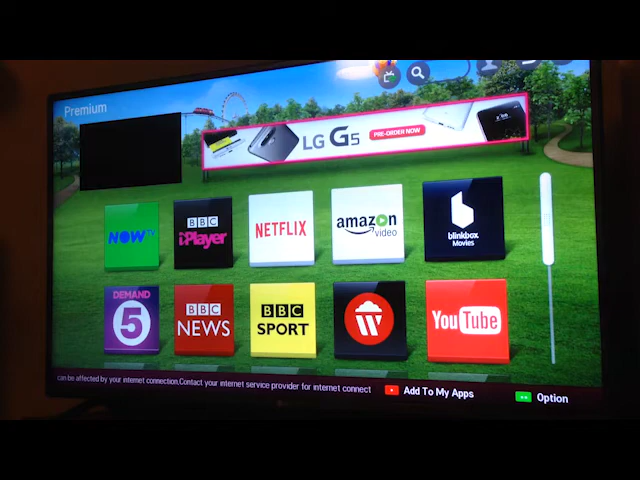 Premium
LG G5
PRE-ORDER NOW
NOW TV
BBC
iPlayer
NETFLIX
amazon
video
blinkbox
Movies
DEMAND
5
BBC
NEWS
BBC
SPORT
W
YouTube
can be affected by your internet connection,Contact your internet service provider for internet connect
Add To My Apps
Option